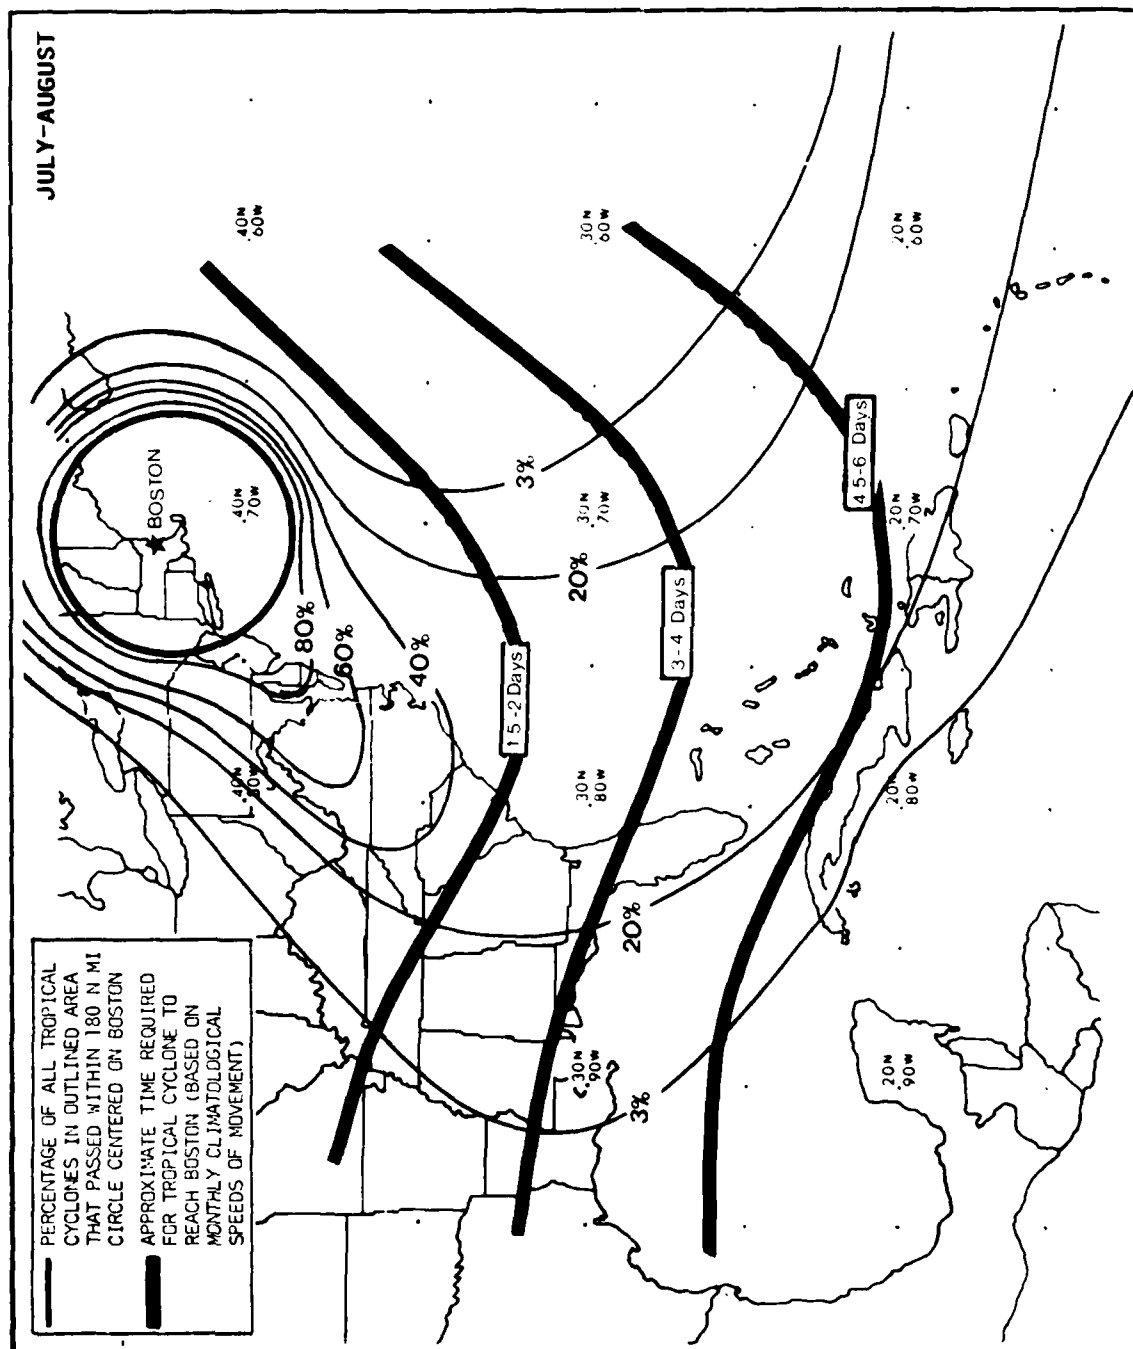 JULY-AUGUST
PERCENTAGE OF ALL TROPICAL
CYCLONES IN OUTLINED AREA
THAT PASSED WITHIN 180 N MI
CIRCLE CENTERED ON BOSTON
APPROXIMATE TIME REQUIRED
FOR TROPICAL CYCLONE TO
REACH BOSTON (BASED ON
MONTHLY CLIMATOLOGICAL
SPEEDS OF MOVEMENT)
BOSTON
.40N
.70W
.40N
.60W
.40N
80W
80%
60%
40%
20%
3%
1 5-2 Days
.30N
.60W
.30N
.70W
.30N
.80W
.30N
90W
3-4 Days
20%
3%
4 5-6 Days
.20N
.60W
.20N
.70W
20N
.80W
20N
.90W